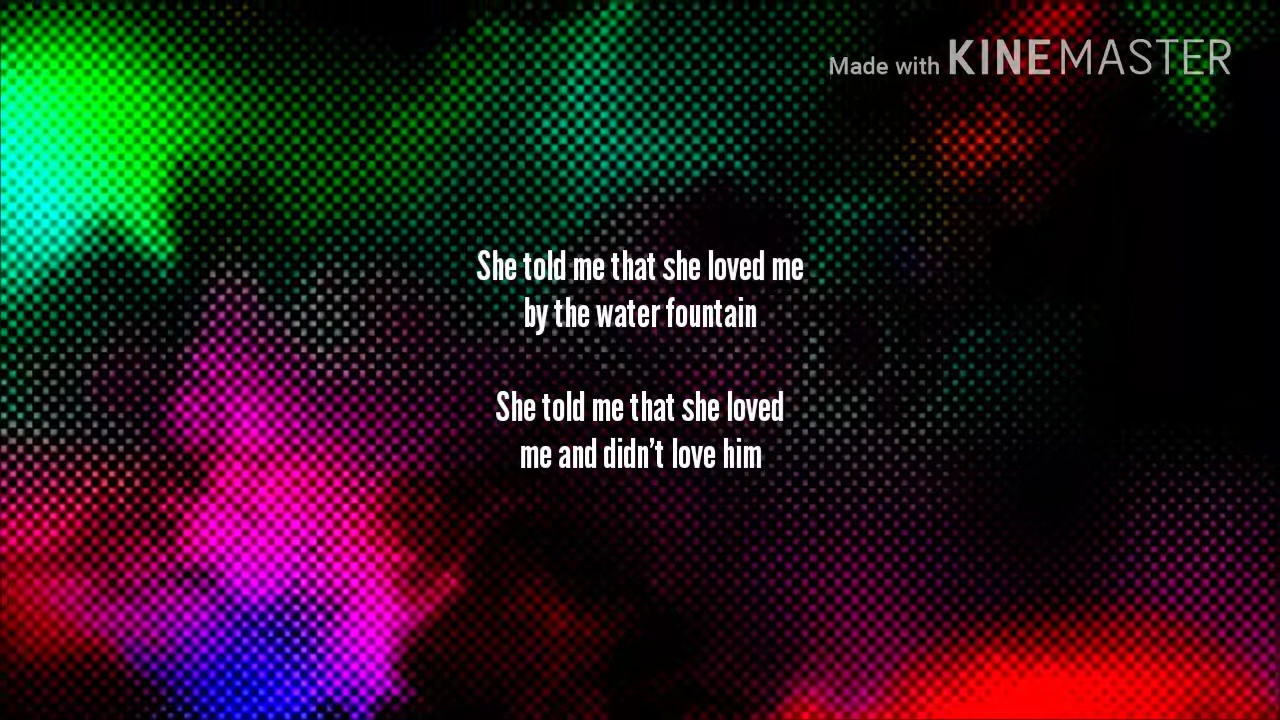 Made with KINEMASTER
She told me that she loved me
by the water fountain
She told me that she loved
me and didn’t love him